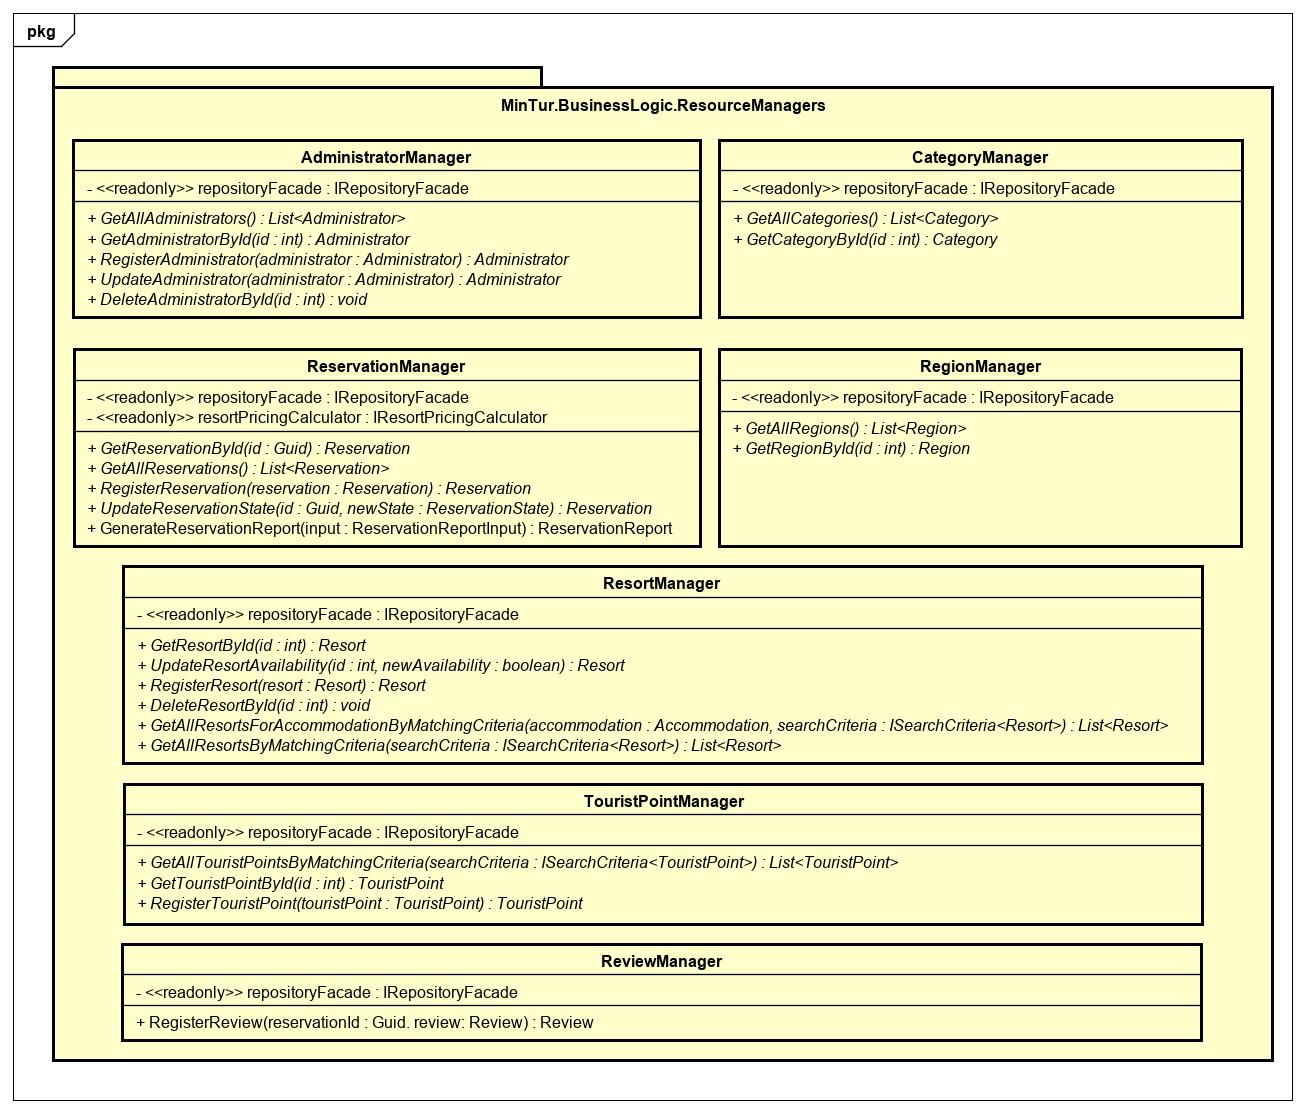 pkg
MinTur.BusinessLogic.ResourceManagers
AdministratorManager
- <<readonly>> repositoryFacade : IRepositoryFacade
+ GetAllAdministrators() : List<Administrator>
+ GetAdministratorById(id : int) : Administrator
+ RegisterAdministrator(administrator : Administrator) : Administrator
+ UpdateAdministrator(administrator : Administrator) : Administrator
+ DeleteAdministratorById(id : int) : void
CategoryManager
- <<readonly>> repositoryFacade : IRepositoryFacade
+ GetAllCategories() : List<Category>
+ GetCategoryById(id : int) : Category
ReservationManager
- <<readonly>> repositoryFacade : IRepositoryFacade
- <<readonly>> resortPricingCalculator : IResortPricingCalculator
+ GetReservationById(id : Guid) : Reservation
+ GetAllReservations() : List<Reservation>
+ RegisterReservation(reservation : Reservation) : Reservation
+ UpdateReservationState(id : Guid, newState : ReservationState) : Reservation
+ GenerateReservationReport(input : ReservationReportInput) : ReservationReport
RegionManager
- <<readonly>> repositoryFacade : IRepositoryFacade
+ GetAllRegions() : List<Region>
+ GetRegionById(id : int) : Region
ResortManager
- <<readonly>> repositoryFacade : IRepositoryFacade
+ GetResortById(id : int) : Resort
+ UpdateResortAvailability(id : int, newAvailability : boolean) : Resort
+ RegisterResort(resort : Resort) : Resort
+ DeleteResortById(id : int) : void
+ GetAllResortsForAccommodationByMatchingCriteria(accommodation : Accommodation, searchCriteria : ISearchCriteria<Resort>) : List<Resort>
+ GetAllResortsByMatchingCriteria(searchCriteria : ISearchCriteria<Resort>) : List<Resort>
TouristPointManager
- <<readonly>> repositoryFacade : IRepositoryFacade
+ GetAllTouristPointsByMatchingCriteria(searchCriteria : ISearchCriteria<TouristPoint>) : List<TouristPoint>
+ GetTouristPointById(id : int) : TouristPoint
+ RegisterTouristPoint(touristPoint : TouristPoint) : TouristPoint
ReviewManager
- <<readonly>> repositoryFacade : IRepositoryFacade
+ RegisterReview(reservationId : Guid. review: Review) : Review